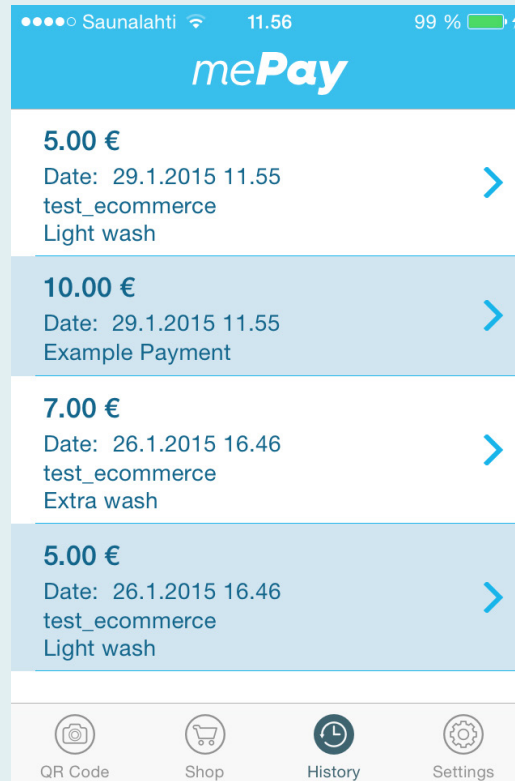 Saunalahti 11.56 99 %
mePay
5.00 €
Date: 29.1.2015 11.55
test_ecommerce
Light wash
10.00 €
Date: 29.1.2015 11.55
Example Payment
7.00 €
Date: 26.1.2015 16.46
test_ecommerce
Extra wash
5.00 €
Date: 26.1.2015 16.46
test_ecommerce
Light wash
QR Code Shop History Settings